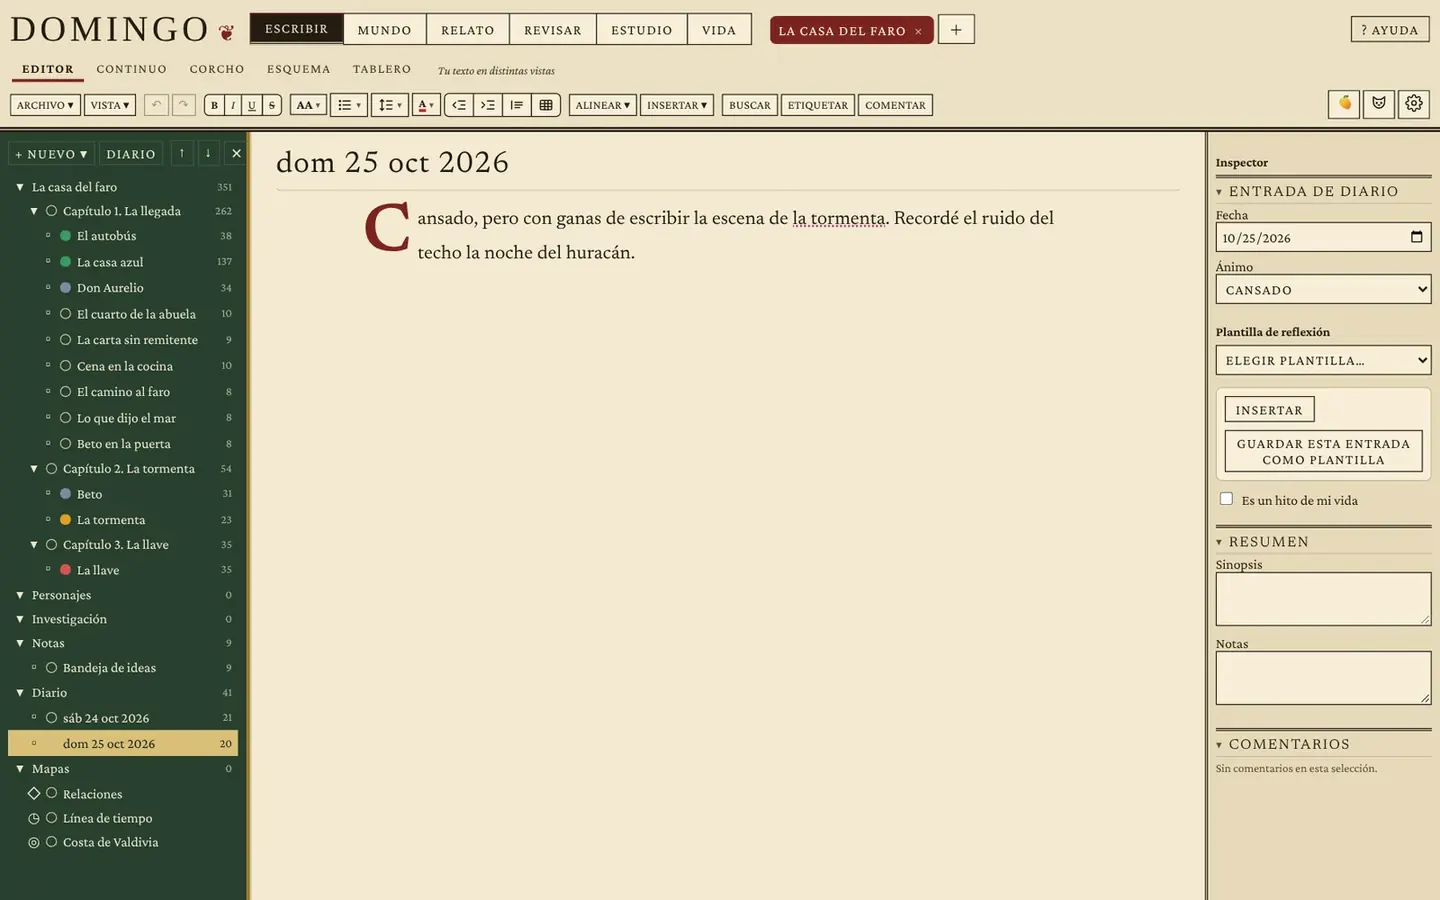 DOMINGO
ESCRIBIR MUNDO RELATO REVISAR ESTUDIO VIDA
LA CASA DEL FARO ×
+
? AYUDA
EDITOR CONTINUO CORCHO ESQUEMA TABLERO Tu texto en distintas vistas
ARCHIVO ▾ VISTA ▾ B I U S AA ▾ A ▾ ALINEAR ▾ INSERTAR ▾ BUSCAR ETIQUETAR COMENTAR
+ NUEVO ▾ DIARIO ↑ ↓ ×
La casa del faro 351
Capítulo 1. La llegada 262
El autobús 38
La casa azul 137
Don Aurelio 34
El cuarto de la abuela 10
La carta sin remitente 9
Cena en la cocina 10
El camino al faro 8
Lo que dijo el mar 8
Beto en la puerta 8
Capítulo 2. La tormenta 54
Beto 31
La tormenta 23
Capítulo 3. La llave 35
La llave 35
Personajes 0
Investigación 0
Notas 9
Bandeja de ideas 9
Diario 41
sáb 24 oct 2026 21
dom 25 oct 2026 20
Mapas 0
Relaciones
Línea de tiempo
Costa de Valdivia
dom 25 oct 2026
Cansado, pero con ganas de escribir la escena de la tormenta. Recordé el ruido del
techo la noche del huracán.
Inspector
ENTRADA DE DIARIO
Fecha
10/25/2026
Ánimo
CANSADO
Plantilla de reflexión
ELEGIR PLANTILLA...
INSERTAR
GUARDAR ESTA ENTRADA
COMO PLANTILLA
Es un hito de mi vida
RESUMEN
Sinopsis
Notas
COMENTARIOS
Sin comentarios en esta selección.